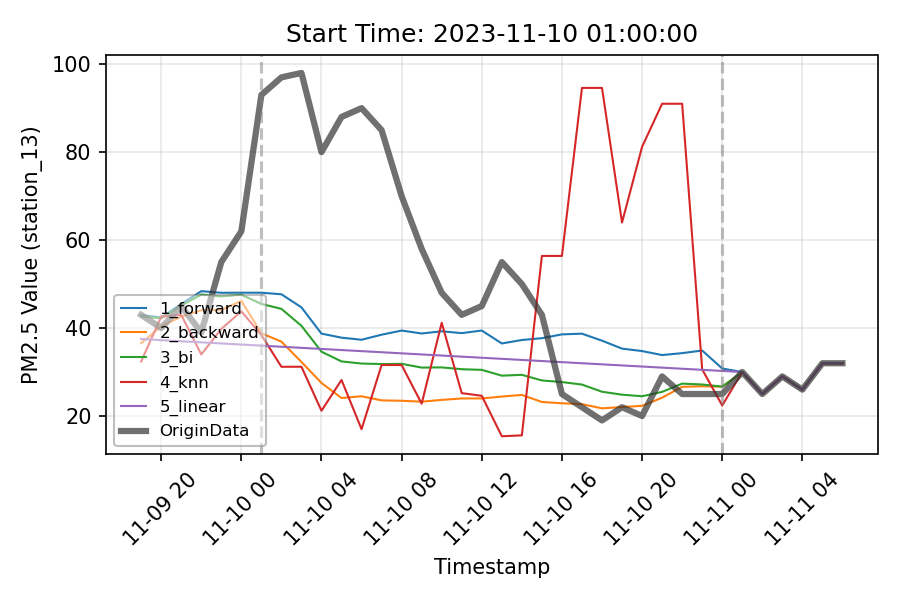 Start Time: 2023-11-10 01:00:00
PM2.5 Value (station_13)
100
80
60
40
20
1_forward
2_backward
3_bi
4_knn
5_linear
OriginData
11-09 20
11-10 00
11-10 04
11-10 08
11-10 12
11-10 16
11-10 20
11-11 00
11-11 04
Timestamp